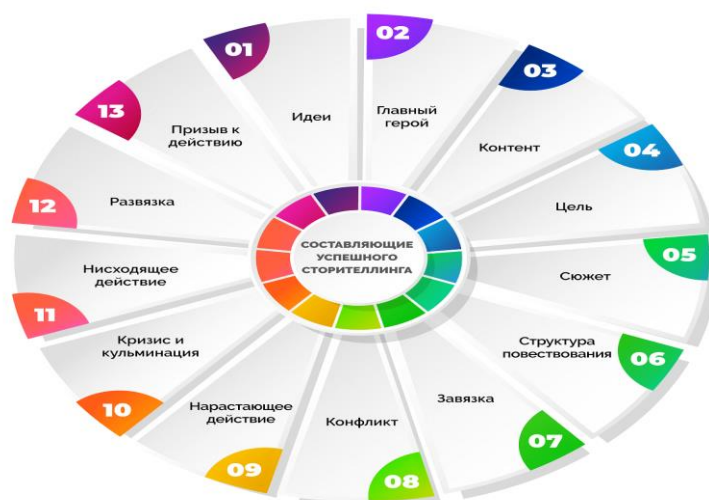 СОСТАВЛЯЮЩИЕ
УСПЕШНОГО
СТОРИТЕЛЛИНГА
01
Идеи
02
Главный
герой
03
Контент
04
Цель
05
Сюжет
06
Структура
повествования
07
Завязка
08
Конфликт
09
Нарастающее
действие
10
Кризис и
кульминация
11
Нисходящее
действие
12
Развязка
13
Призыв к
действию